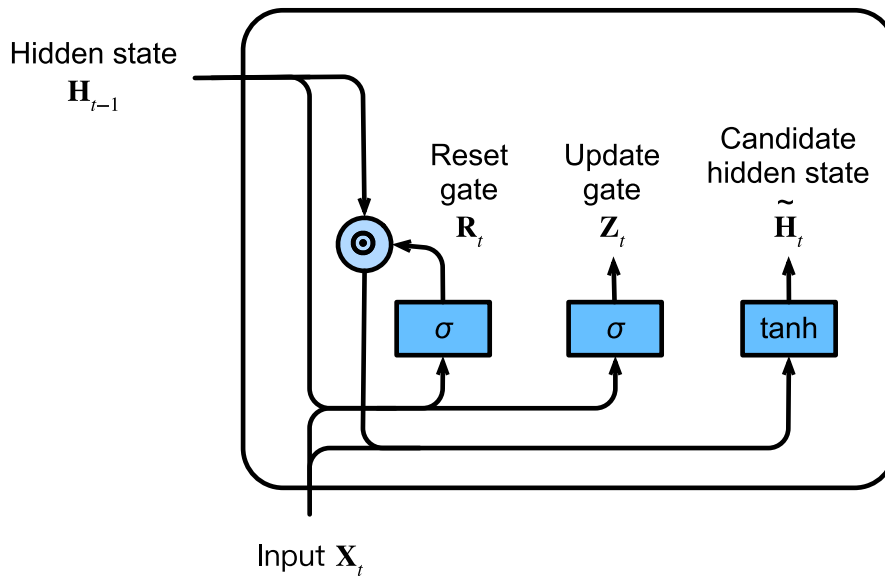 Hidden state
H_{t−1}
Reset
gate
R_t
Update
gate
Z_t
Candidate
hidden state
H̃_t
σ
σ
tanh
Input X_t